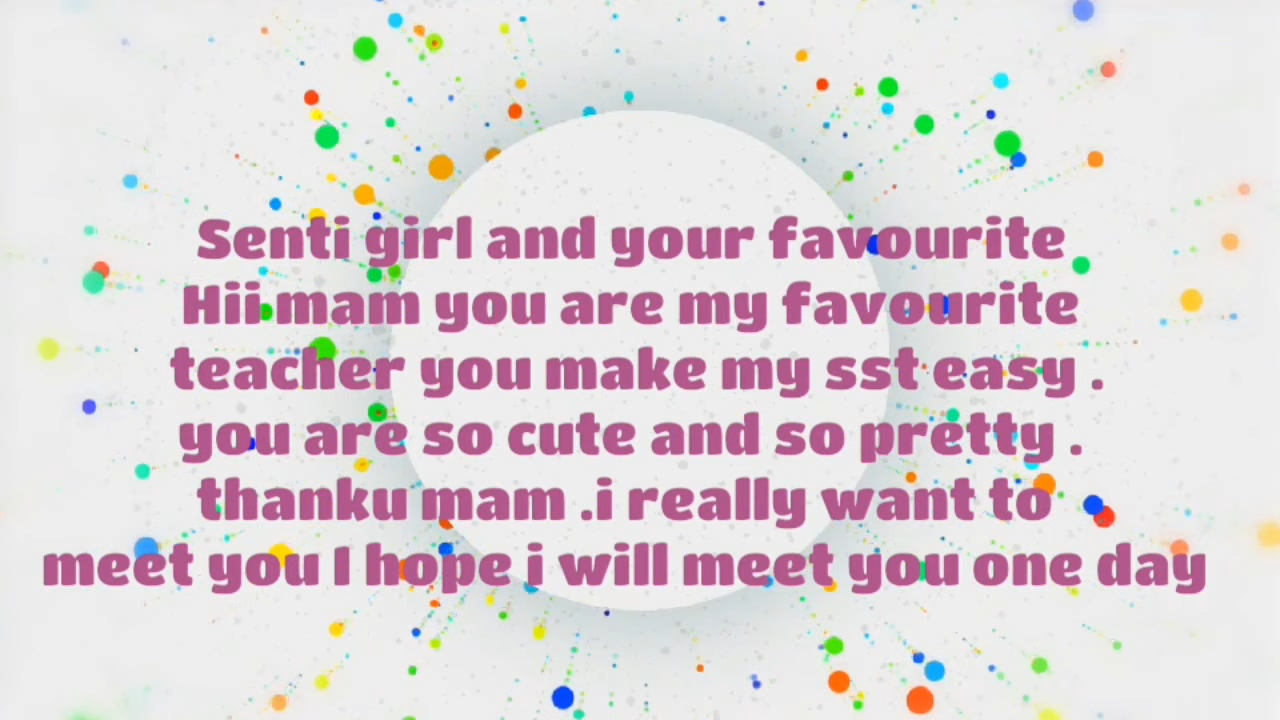 Senti girl and your favourite
Hii mam you are my favourite
teacher you make my sst easy .
you are so cute and so pretty .
thanku mam .i really want to
meet you I hope i will meet you one day